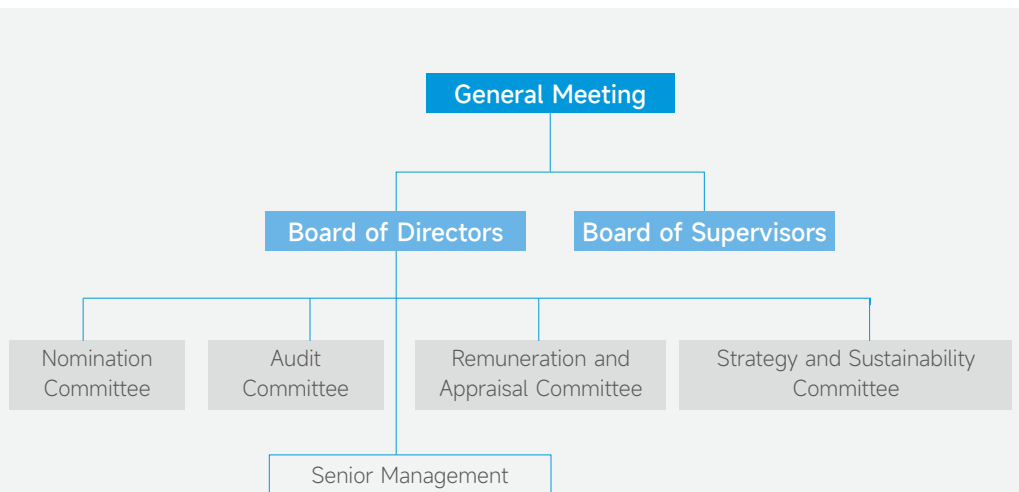 General Meeting
Board of Directors
Board of Supervisors
Nomination
Committee
Audit
Committee
Remuneration and
Appraisal Committee
Strategy and Sustainability
Committee
Senior Management